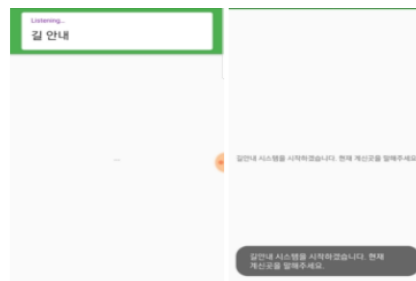 Listening...
길 안내
...
길안내 시스템을 시작하겠습니다. 현재 계신곳을 말해주세요
길안내 시스템을 시작하겠습니다. 현재
계신곳을 말해주세요.